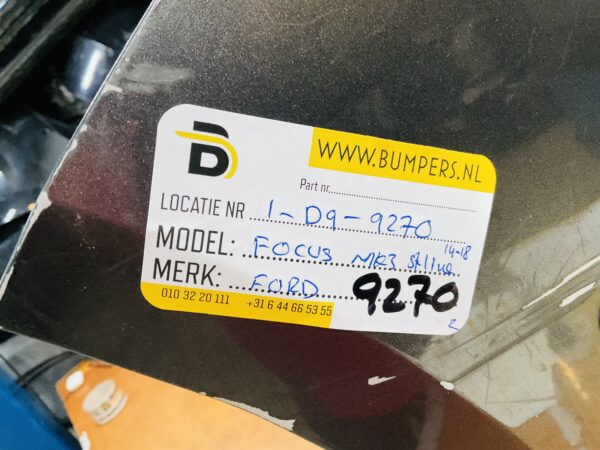 WWW.BUMPERS.NL
Part nr.
LOCATIE NR 1-D9-9270
MODEL: FOCUS MK3 Stline 14-18
MERK: FORD 9270
010 32 20 111 +31 6 44 66 53 55
2